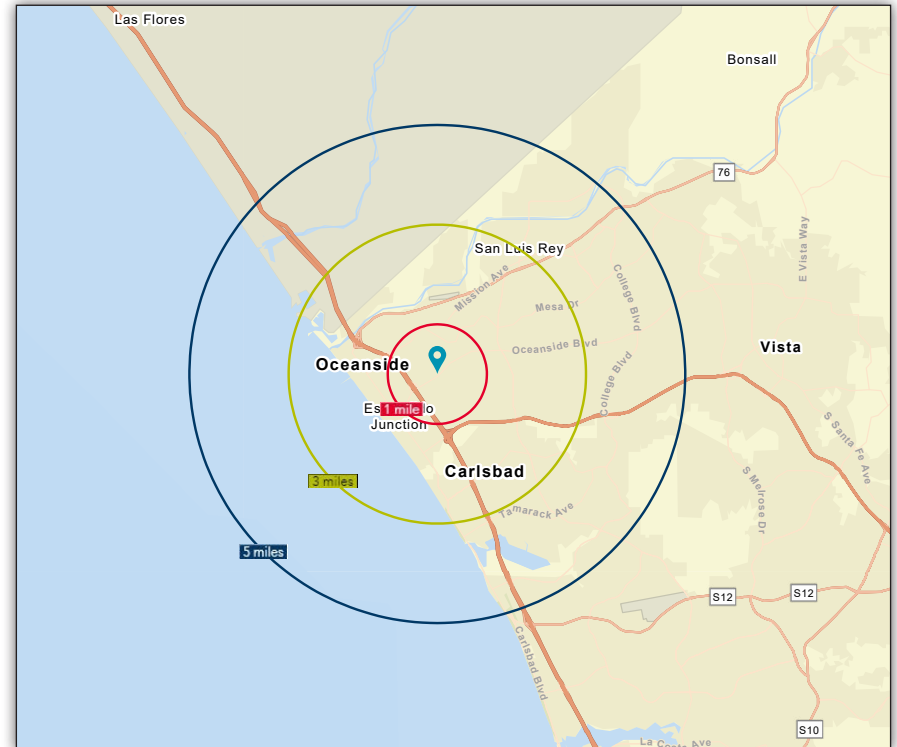 Las Flores
Bonsall
76
E Vista Way
San Luis Rey
Mission Ave
College Blvd
Mesa Dr
Oceanside Blvd
Vista
Oceanside
College Blvd
1 mile
Junction
S Santa Fe Ave
Carlsbad
3 miles
S Melrose Dr
Tamarack Ave
5 miles
S12
S12
Carlsbad Blvd
S10
La Costa Ave